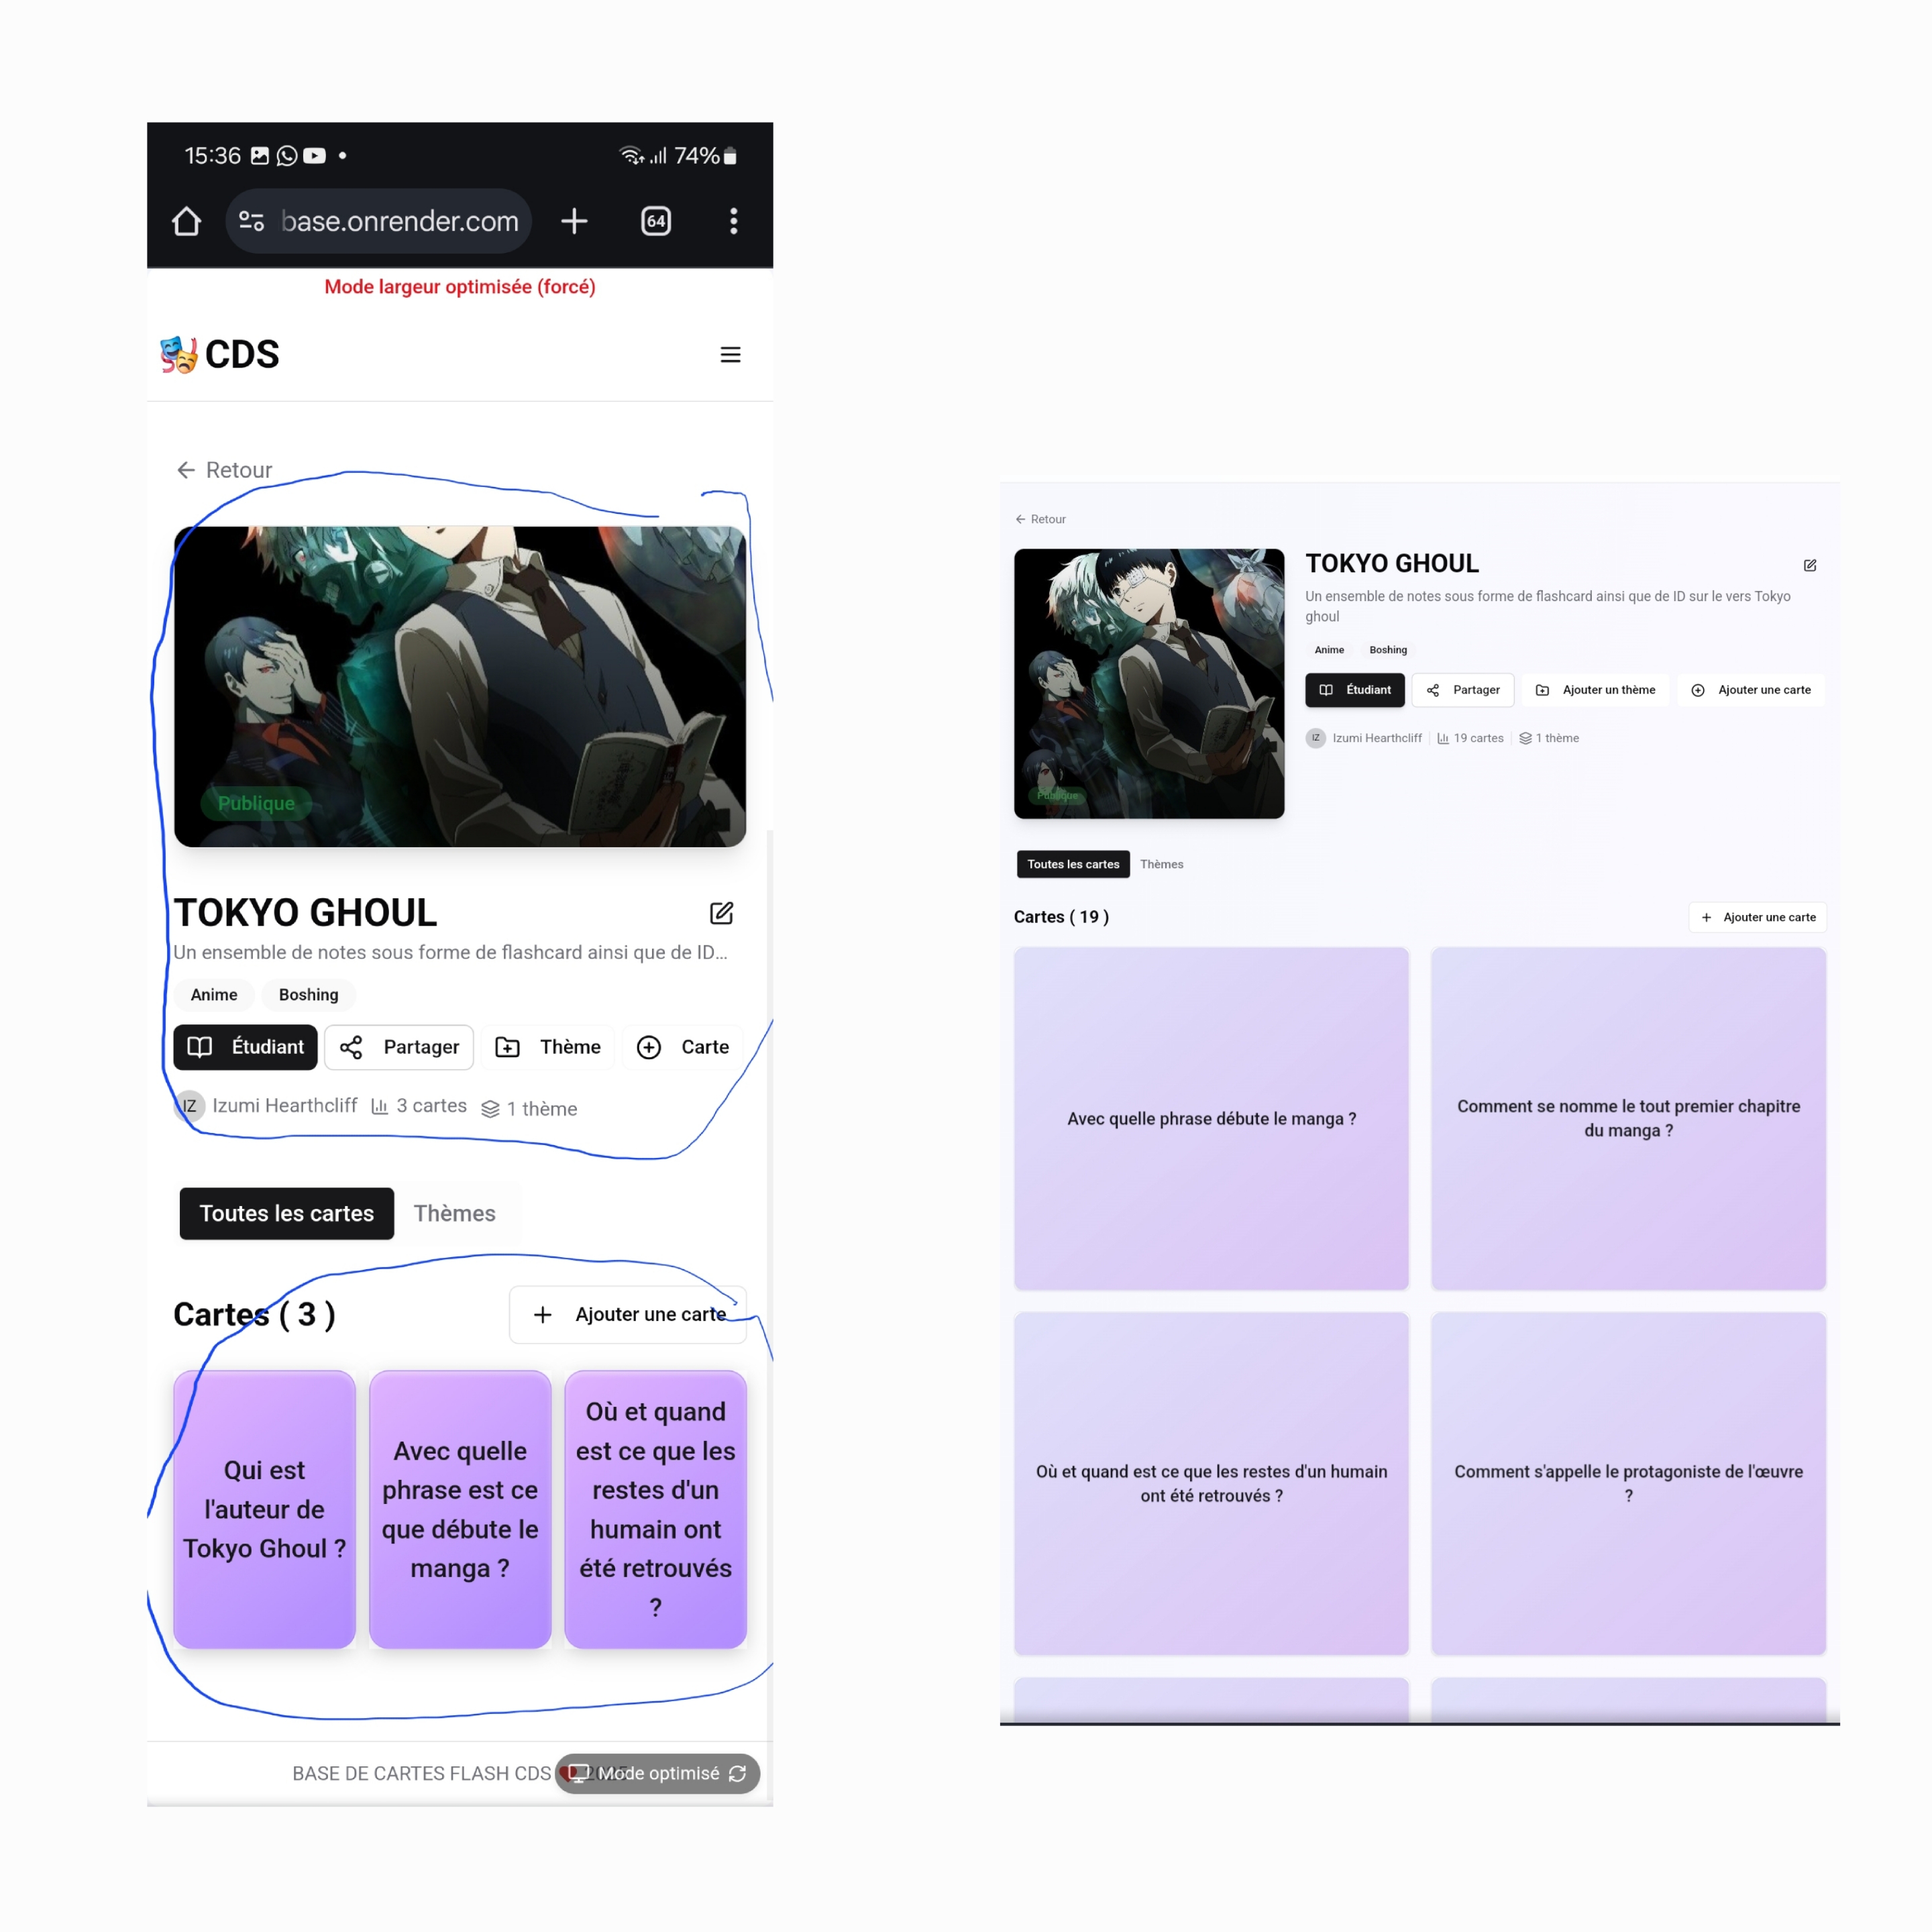 15:36
74%
base.onrender.com
64
Mode largeur optimisée (forcé)
CDS
Retour
Publique
TOKYO GHOUL
Un ensemble de notes sous forme de flashcard ainsi que de ID...
Anime Boshing
Étudiant Partager Thème Carte
IZ Izumi Hearthcliff 3 cartes 1 thème
Toutes les cartes Thèmes
Cartes ( 3 ) + Ajouter une carte
Qui est
l'auteur de
Tokyo Ghoul ?
Avec quelle
phrase est ce
que débute le
manga ?
Où et quand
est ce que les
restes d'un
humain ont
été retrouvés
?
BASE DE CARTES FLASH CDS
Mode optimisé
Retour
Publique
TOKYO GHOUL
Un ensemble de notes sous forme de flashcard ainsi que de ID sur le vers Tokyo
ghoul
Anime Boshing
Étudiant Partager Ajouter un thème Ajouter une carte
IZ Izumi Hearthcliff 19 cartes 1 thème
Toutes les cartes Thèmes
Cartes ( 19 ) + Ajouter une carte
Avec quelle phrase débute le manga ?
Comment se nomme le tout premier chapitre
du manga ?
Où et quand est ce que les restes d'un humain
ont été retrouvés ?
Comment s'appelle le protagoniste de l'œuvre
?